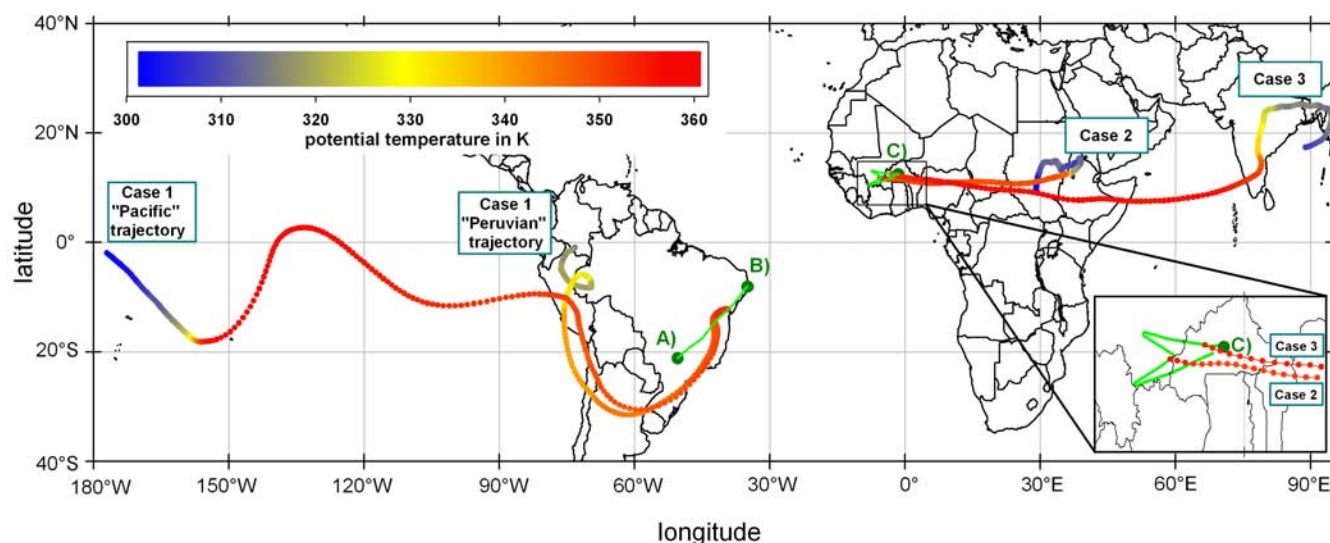 40°N
20°N
0°
20°S
40°S
latitude
300 310 320 330 340 350 360
potential temperature in K
Case 1
"Pacific"
trajectory
Case 1
"Peruvian"
trajectory
B)
A)
C)
Case 2
Case 3
C)
Case 3
Case 2
180°W 150°W 120°W 90°W 60°W 30°W 0° 30°E 60°E 90°E
longitude